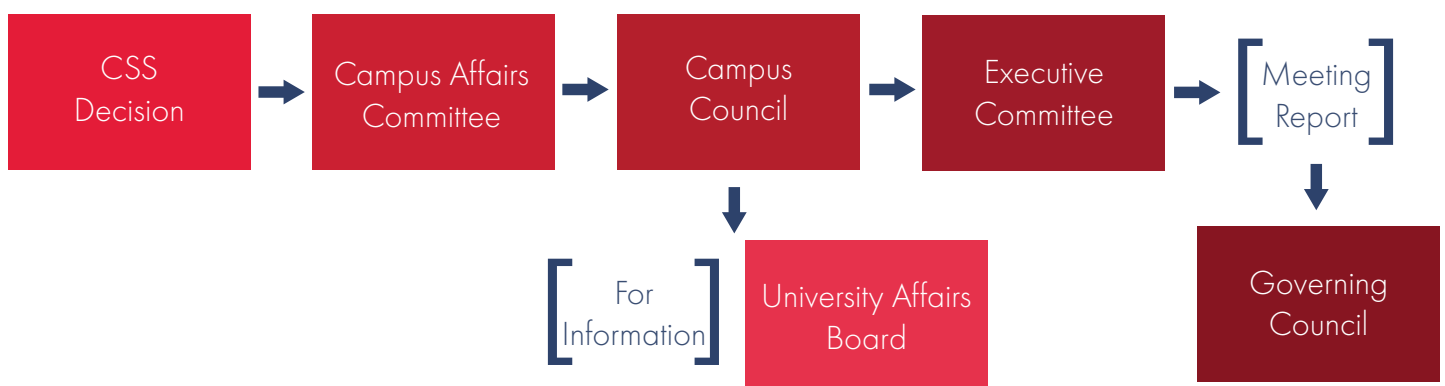 CSS
Decision
Campus Affairs
Committee
Campus
Council
Executive
Committee
Meeting
Report
For
Information
University Affairs
Board
Governing
Council